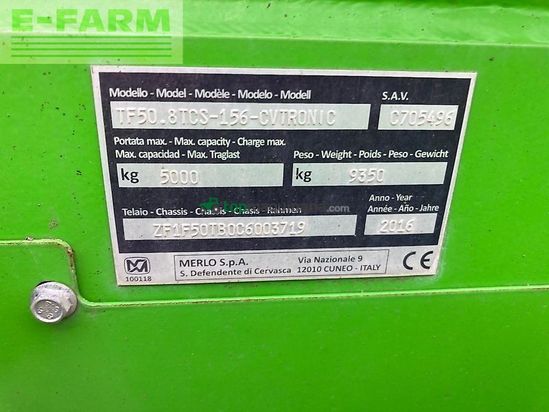 E-FARM
Modello - Model - Modèle - Modelo - Modell
S.A.V.
TF50.8TCS-156-CVTRONIC
C705496
Portata max. - Max. capacity - Charge max.
Max. capacidad - Max. Traglast
Peso - Weight - Poids - Peso - Gewicht
kg 5000
kg 9350
Telaio - Chassis - Chassis - Chasis - Rahmen
Anno - Year
Année - Año - Jahre
ZF1F50TB0C6003719
2016
100118
MERLO S.p.A.
S. Defendente di Cervasca
Via Nazionale 9
12010 CUNEO - ITALY